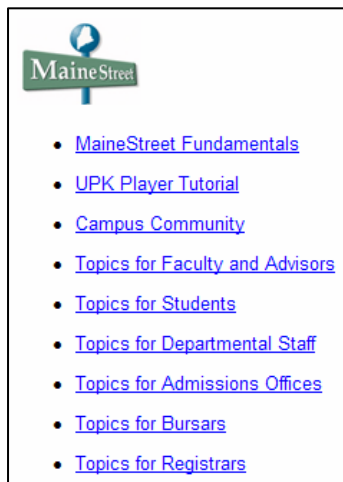 MaineStreet
MaineStreet Fundamentals
UPK Player Tutorial
Campus Community
Topics for Faculty and Advisors
Topics for Students
Topics for Departmental Staff
Topics for Admissions Offices
Topics for Bursars
Topics for Registrars